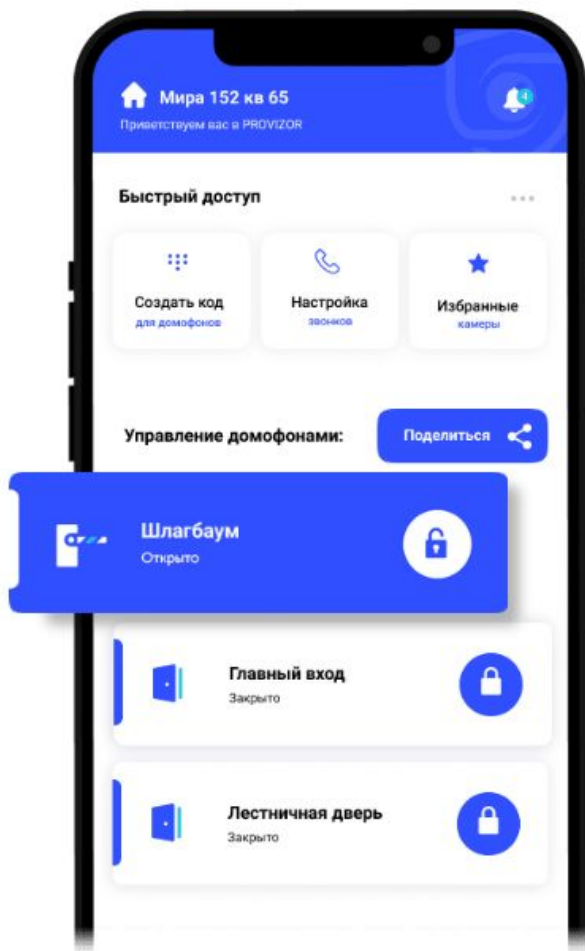 Мира 152 кв 65
4
Приветствуем вас в PROVIZOR
Быстрый доступ
Создать код
для домофонов
Настройка
звонков
Избранные
камеры
Управление домофонами:
Поделиться
Шлагбаум
Открыто
Главный вход
Закрыто
Лестничная дверь
Закрыто